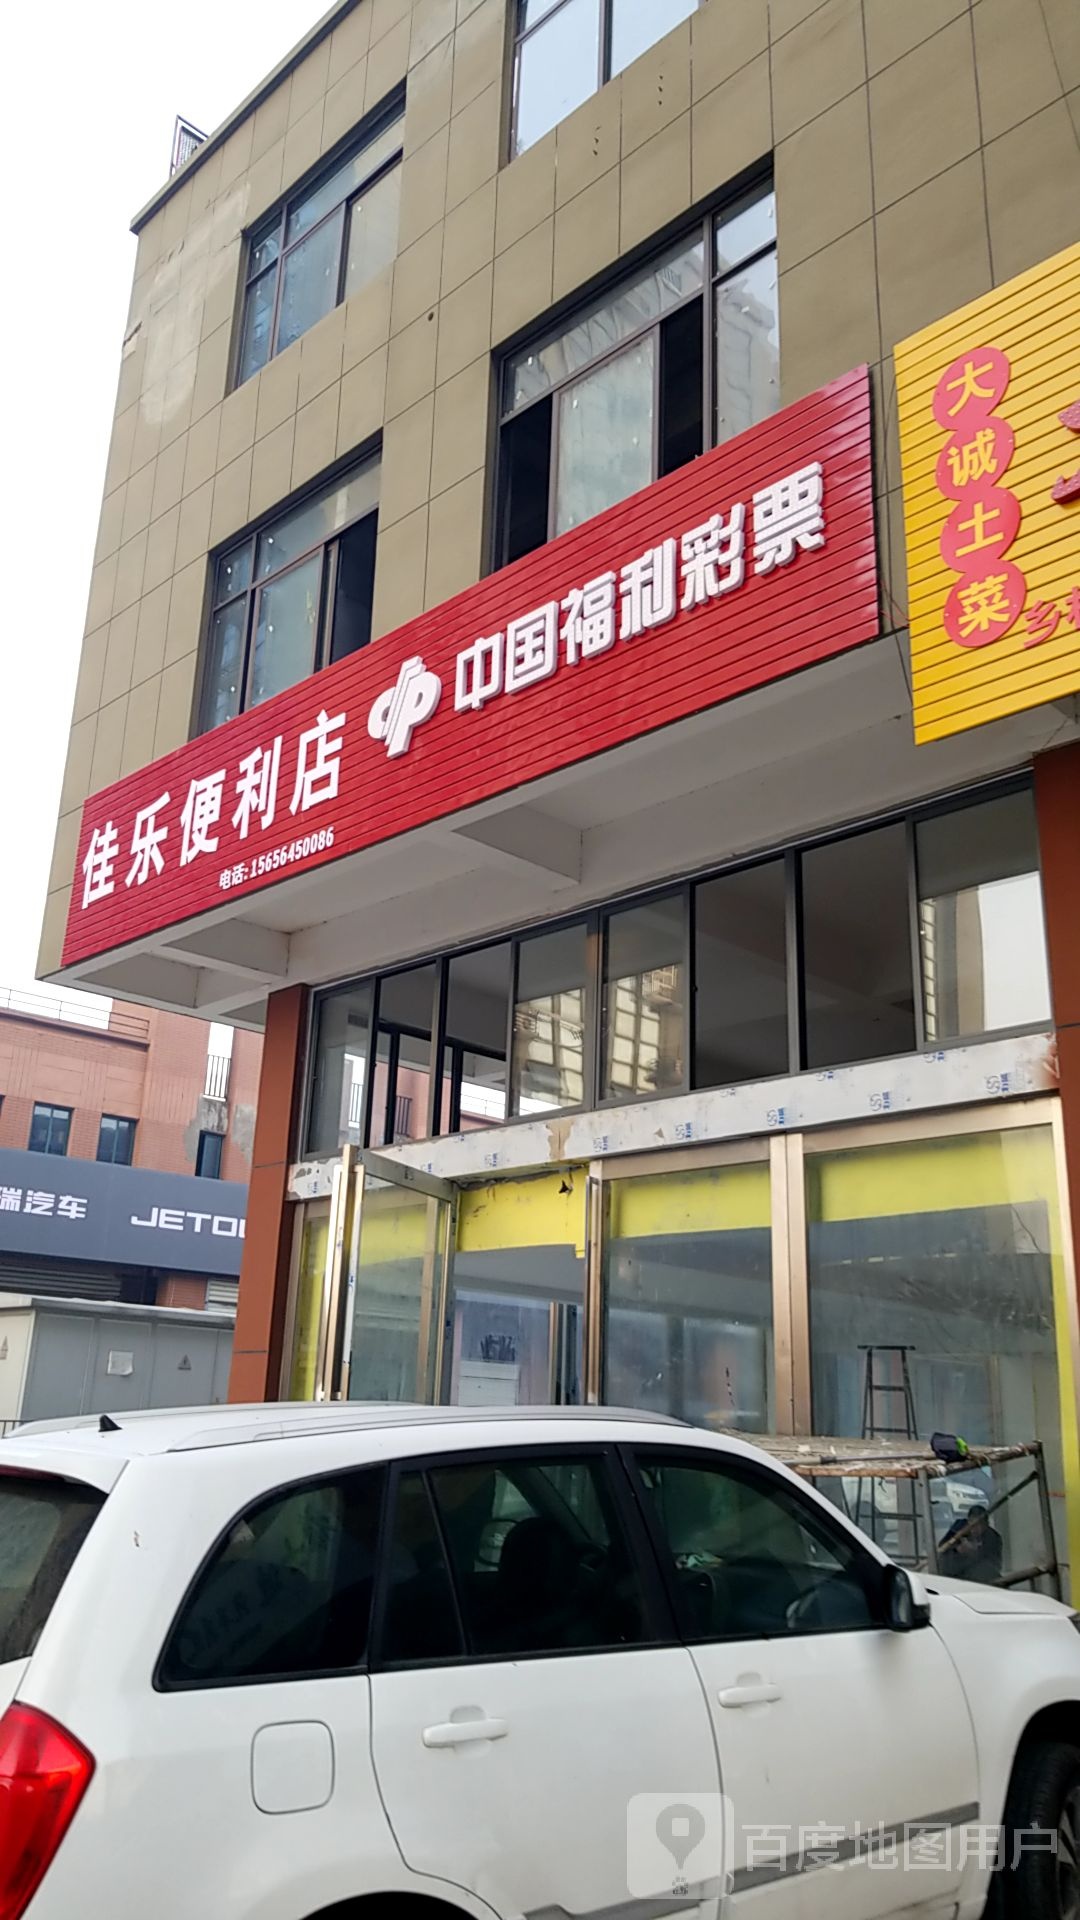 大诚土菜
中国福利彩票
佳乐便利店
电话:15656450086
瑞汽车
JETO
百度地图用户